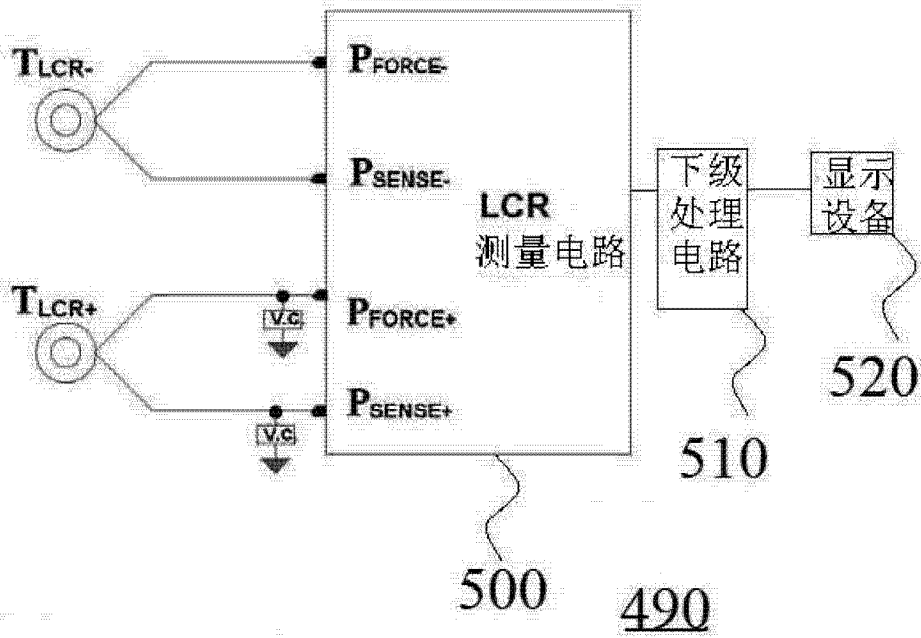 TLCR-
PFORCE-
PSENSE-
LCR
测量电路
下级
处理
电路
显示
设备
TLCR+
V.C
PFORCE+
PSENSE+
V.C
520
510
500
490